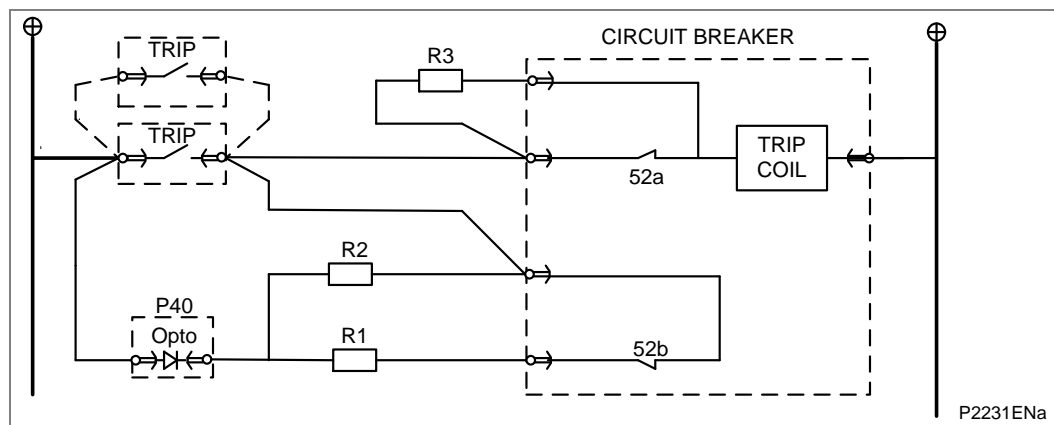 TRIP
CIRCUIT BREAKER
R3
TRIP
52a
TRIP
COIL
R2
P40
Opto
R1
52b
P2231ENa